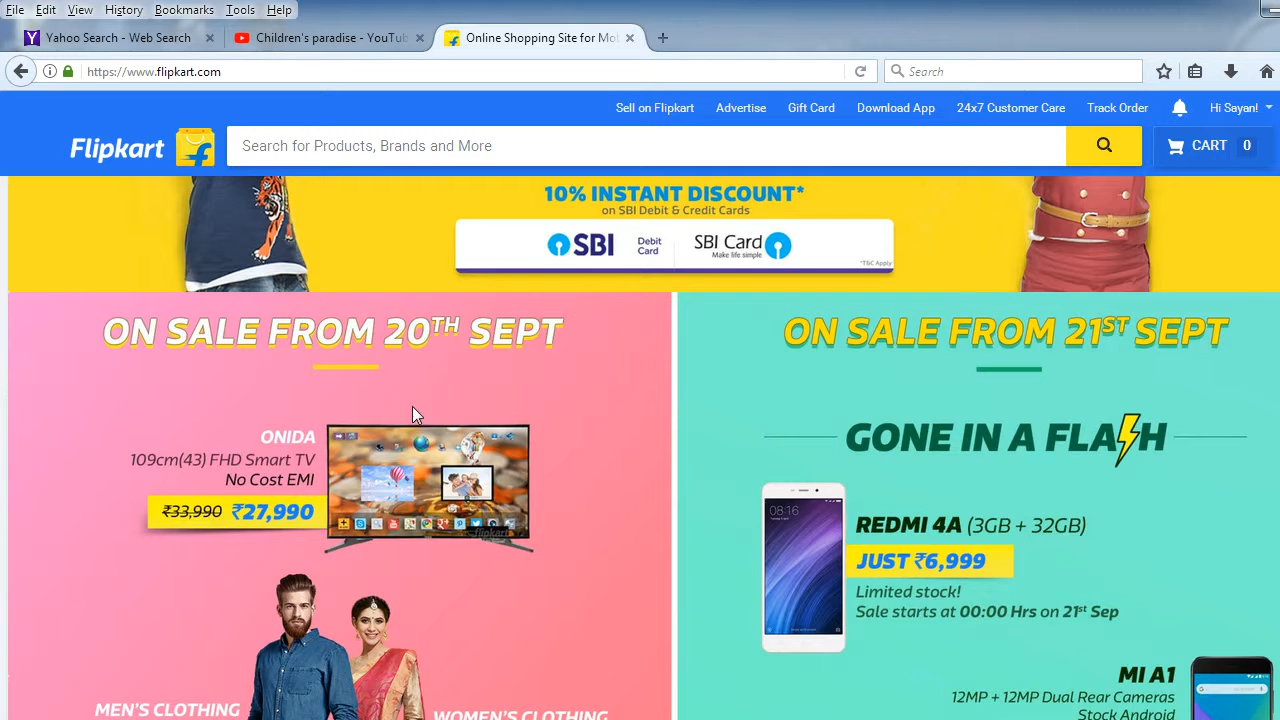 File Edit View History Bookmarks Tools Help
Yahoo Search - Web Search
Children's paradise - YouTub
Online Shopping Site for Mol
https://www.flipkart.com
Search
Sell on Flipkart Advertise Gift Card Download App 24x7 Customer Care Track Order Hi Sayan!
Flipkart
Search for Products, Brands and More
CART 0
10% INSTANT DISCOUNT*
on SBI Debit & Credit Cards
SBI Debit Card
SBI Card
Make life simple
*T&C Apply
ON SALE FROM 20TH SEPT
ONIDA
109cm(43) FHD Smart TV
No Cost EMI
₹33,990 ₹27,990
flipkart
MEN'S CLOTHING
WOMEN'S CLOTHING
ON SALE FROM 21ST SEPT
GONE IN A FLASH
08:16
REDMI 4A (3GB + 32GB)
JUST ₹6,999
Limited stock!
Sale starts at 00:00 Hrs on 21st Sep
MI A1
12MP + 12MP Dual Rear Cameras
Stock Android